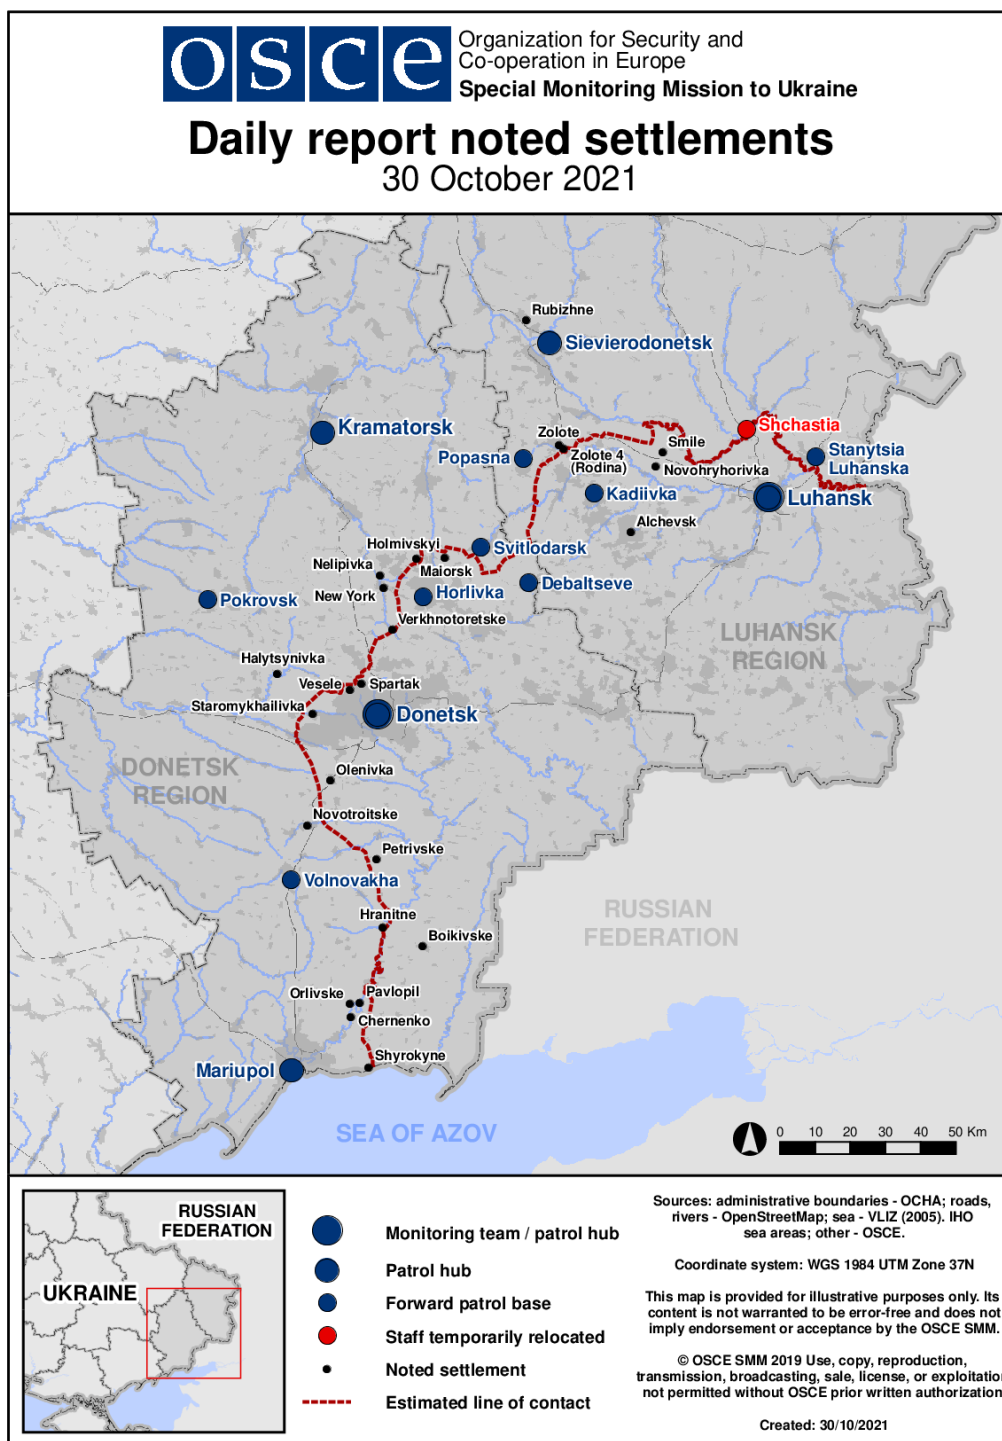 osce
Organization for Security and
Co-operation in Europe
Special Monitoring Mission to Ukraine
Daily report noted settlements
30 October 2021
Rubizhne
Sievierodonetsk
Kramatorsk
Shchastia
Zolote
Smile
Stanytsia
Luhanska
Popasna
Zolote 4
(Rodina)
Novohryhorivka
Kadiivka
Luhansk
Alchevsk
Holmivskyi
Svitlodarsk
Nelipivka
Maiorsk
New York
Horlivka
Debaltseve
Pokrovsk
Verkhnotoretske
LUHANSK
REGION
Halytsynivka
Vesele
Spartak
Staromykhailivka
Donetsk
DONETSK
REGION
Olenivka
Novotroitske
Petrivske
Volnovakha
Hranitne
RUSSIAN
FEDERATION
Boikivske
Orlivske
Pavlopil
Chernenko
Shyrokyne
Mariupol
SEA OF AZOV
0 10 20 30 40 50 Km
RUSSIAN
FEDERATION
UKRAINE
Monitoring team / patrol hub
Patrol hub
Forward patrol base
Staff temporarily relocated
Noted settlement
Estimated line of contact
Sources: administrative boundaries - OCHA; roads,
rivers - OpenStreetMap; sea - VLIZ (2005). IHO
sea areas; other - OSCE.
Coordinate system: WGS 1984 UTM Zone 37N
This map is provided for illustrative purposes only. Its
content is not warranted to be error-free and does not
imply endorsement or acceptance by the OSCE SMM.
© OSCE SMM 2019 Use, copy, reproduction,
transmission, broadcasting, sale, license, or exploitation
not permitted without OSCE prior written authorization
Created: 30/10/2021